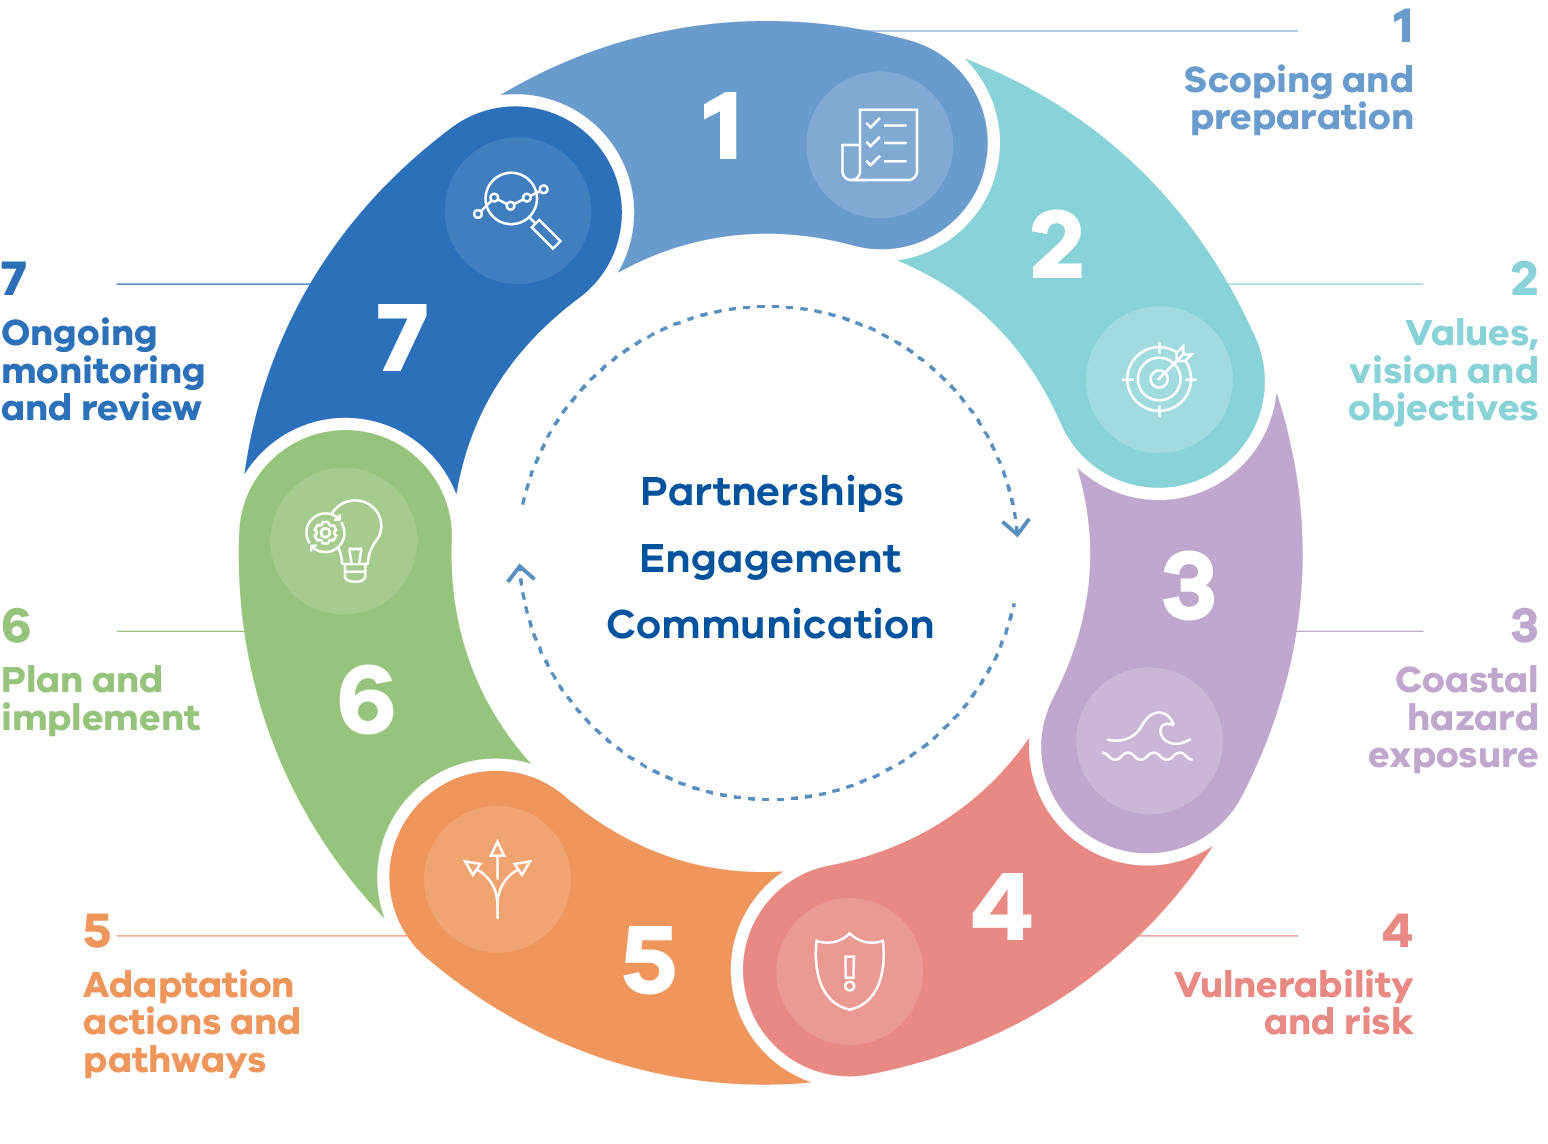 1
Scoping and
preparation
2
Values,
vision and
objectives
3
Coastal
hazard
exposure
4
Vulnerability
and risk
5
Adaptation
actions and
pathways
6
Plan and
implement
7
Ongoing
monitoring
and review
1
2
3
4
5
6
7
Partnerships
Engagement
Communication